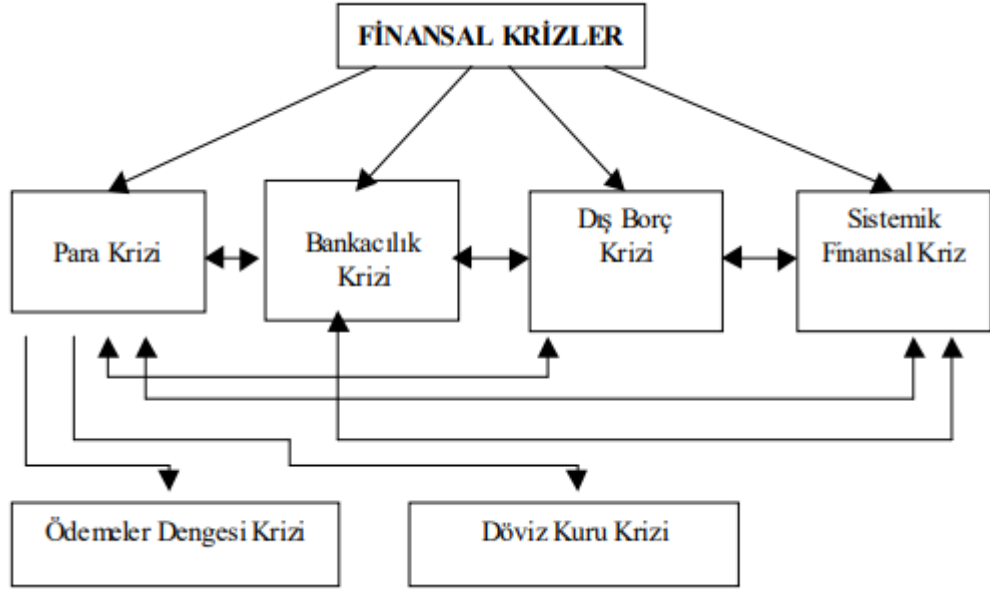 FİNANSAL KRİZLER
Para Krizi
Bankacılık
Krizi
Dış Borç
Krizi
Sistemik
Finansal Kriz
Ödemeler Dengesi Krizi
Döviz Kuru Krizi